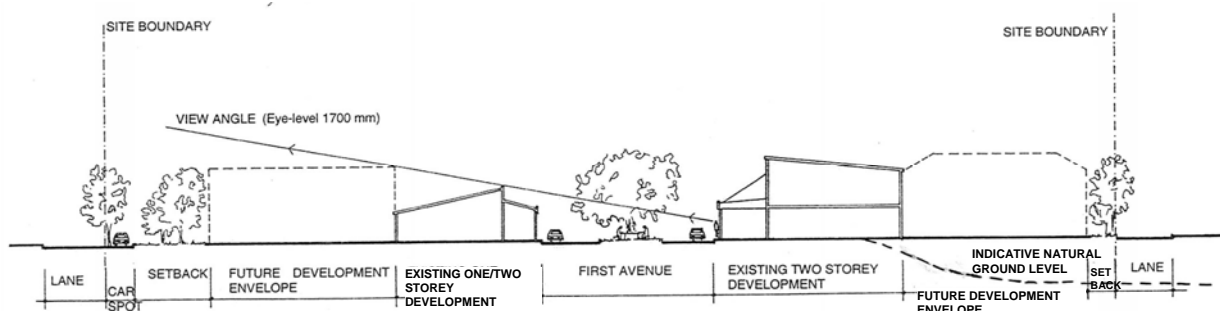 SITE BOUNDARY
SITE BOUNDARY
VIEW ANGLE (Eye-level 1700 mm)
LANE
CAR
SPOT
SETBACK
FUTURE DEVELOPMENT
ENVELOPE
EXISTING ONE/TWO
STOREY
DEVELOPMENT
FIRST AVENUE
EXISTING TWO STOREY
DEVELOPMENT
INDICATIVE NATURAL
GROUND LEVEL
FUTURE DEVELOPMENT
ENVELOPE
SET
BACK
LANE